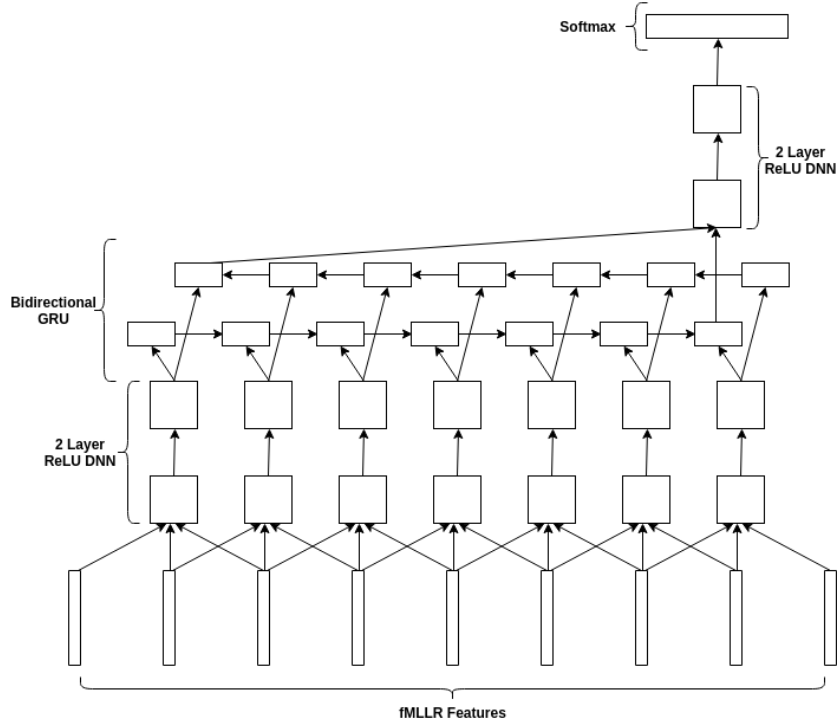 Softmax
2 Layer
ReLU DNN
Bidirectional
GRU
2 Layer
ReLU DNN
fMLLR Features